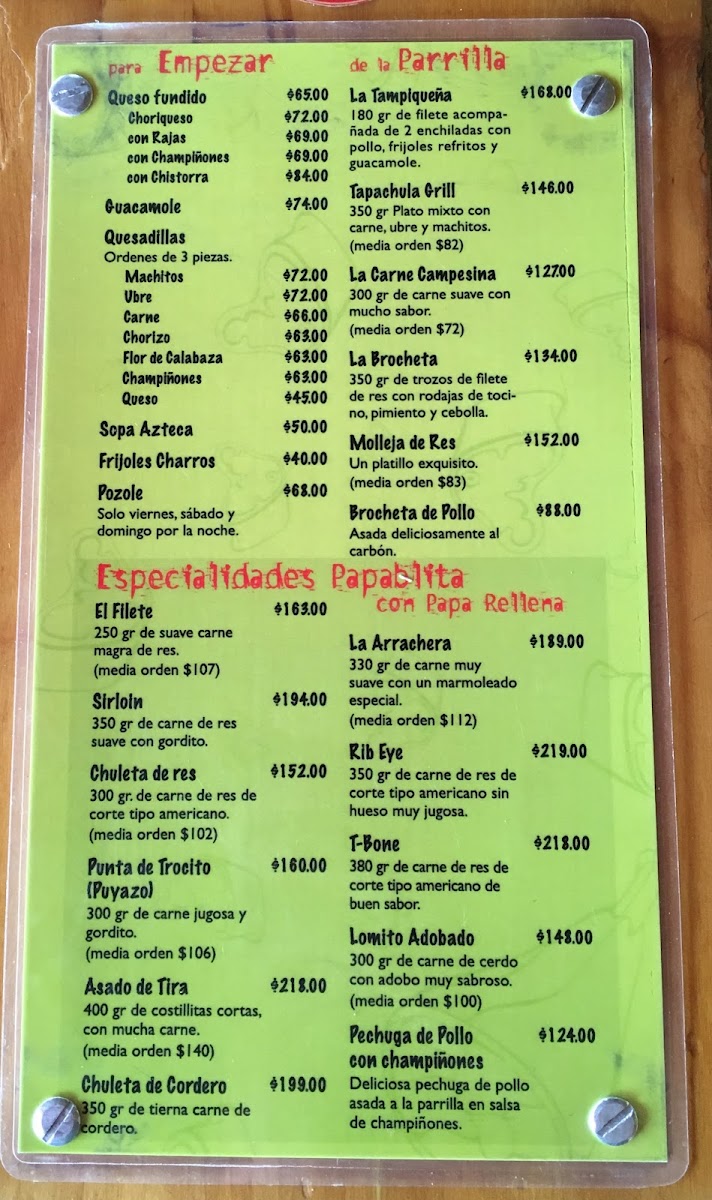 para Empezar
Queso fundido $65.00
Choriqueso $72.00
con Rajas $69.00
con Champiñones $69.00
con Chistorra $84.00
Guacamole $74.00
Quesadillas
Ordenes de 3 piezas.
Machitos $72.00
Ubre $72.00
Carne $66.00
Chorizo $63.00
Flor de Calabaza $63.00
Champiñones $63.00
Queso $45.00
Sopa Azteca $50.00
Frijoles Charros $40.00
Pozole $68.00
Solo viernes, sábado y
domingo por la noche.
de la Parrilla
La Tampiqueña $168.00
180 gr de filete acompa-
ñada de 2 enchiladas con
pollo, frijoles refritos y
guacamole.
Tapachula Grill $146.00
350 gr Plato mixto con
carne, ubre y machitos.
(media orden $82)
La Carne Campesina $127.00
300 gr de carne suave con
mucho sabor.
(media orden $72)
La Brocheta $134.00
350 gr de trozos de filete
de res con rodajas de toci-
no, pimiento y cebolla.
Molleja de Res $152.00
Un platillo exquisito.
(media orden $83)
Brocheta de Pollo $88.00
Asada deliciosamente al
carbón.
Especialidades Papablita
con Papa Rellena
El Filete $163.00
250 gr de suave carne
magra de res.
(media orden $107)
Sirloin $194.00
350 gr de carne de res
suave con gordito.
Chuleta de res $152.00
300 gr. de carne de res de
corte tipo americano.
(media orden $102)
Punta de Trocito $160.00
(Puyazo)
300 gr de carne jugosa y
gordito.
(media orden $106)
Asado de Tira $218.00
400 gr de costillitas cortas,
con mucha carne.
(media orden $140)
Chuleta de Cordero $199.00
350 gr de tierna carne de
cordero.
La Arrachera $189.00
330 gr de carne muy
suave con un marmoleado
especial.
(media orden $112)
Rib Eye $219.00
350 gr de carne de res de
corte tipo americano sin
hueso muy jugosa.
T-Bone $218.00
380 gr de carne de res de
corte tipo americano de
buen sabor.
Lomito Adobado $148.00
300 gr de carne de cerdo
con adobo muy sabroso.
(media orden $100)
Pechuga de Pollo $124.00
con champiñones
Deliciosa pechuga de pollo
asada a la parrilla en salsa
de champiñones.